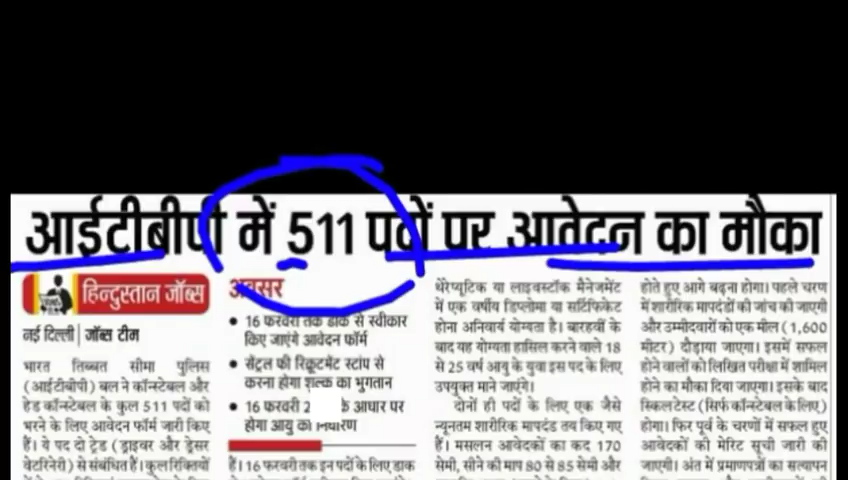 आईटीबीपी में 511 पदों पर आवेदन का मौका
हिन्दुस्तान जॉब्स
नई दिल्ली | जॉब्स टीम
भारत तिब्बत सीमा पुलिस
(आईटीबीपी) बल ने कॉन्स्टेबल और
हेड कॉन्स्टेबल के कुल 511 पदों को
भरने के लिए आवेदन फॉर्म जारी किए
हैं। ये पद दो ट्रेड (ड्राइवर और ड्रेसर
वेटरिनेरी) से संबंधित हैं। कुल रिक्तियों
अवसर
• 16 फरवरी तक डाक से स्वीकार
किए जाएंगे आवेदन फॉर्म
• सेंट्रल फी रिक्रूटमेंट स्टांप से
करना होगा शुल्क का भुगतान
• 16 फरवरी 2 के आधार पर
होगा आयु का निर्धारण
हैं। 16 फरवरी तक इन पदों के लिए डाक
थेरेप्यूटिक या लाइवस्टॉक मैनेजमेंट
में एक वर्षीय डिप्लोमा या सर्टिफिकेट
होना अनिवार्य योग्यता है। बारहवीं के
बाद यह योग्यता हासिल करने वाले 18
से 25 वर्ष आयु के युवा इस पद के लिए
उपयुक्त माने जाएंगे।
दोनों ही पदों के लिए एक जैसे
न्यूनतम शारीरिक मापदंड तय किए गए
हैं। मसलन आवेदकों का कद 170
सेमी, सीने की माप 80 से 85 सेमी और
होते हुए आगे बढ़ना होगा। पहले चरण
में शारीरिक मापदंडों की जांच की जाएगी
और उम्मीदवारों को एक मील (1,600
मीटर) दौड़ाया जाएगा। इसमें सफल
होने वालों को लिखित परीक्षा में शामिल
होने का मौका दिया जाएगा। इसके बाद
स्किल टेस्ट (सिर्फ कॉन्स्टेबल के लिए)
होगा। फिर पूर्व के चरणों में सफल हुए
आवेदकों की मेरिट सूची जारी की
जाएगी। अंत में प्रमाणपत्रों का सत्यापन